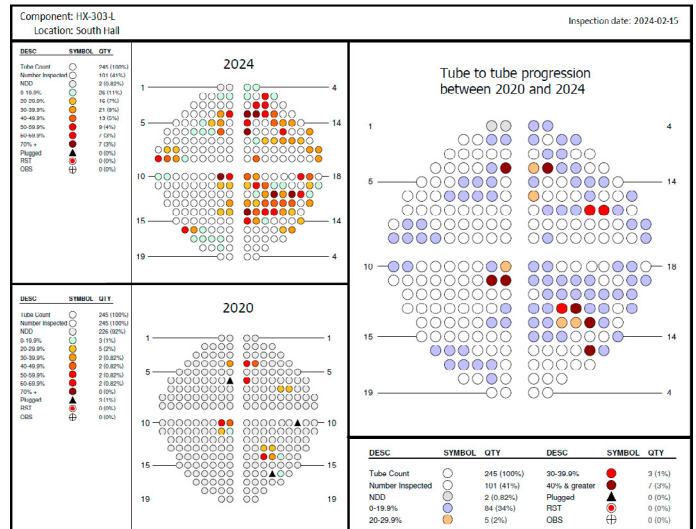 Component: HX-303-L
Location: South Hall
Inspection date: 2024-02-15
DESC SYMBOL QTY
Tube Count 245 (100%)
Number Inspected 101 (41%)
NDD 2 (0.82%)
0-19.9% 26 (11%)
20-29.9% 16 (7%)
30-39.9% 21 (9%)
40-49.9% 13 (5%)
50-59.9% 9 (4%)
60-69.9% 7 (3%)
70% + 7 (3%)
Plugged 0 (0%)
RST 0 (0%)
OBS 0 (0%)
2024
1 4
5 14
10 18
15 14
19 4
Tube to tube progression
between 2020 and 2024
1 4
5 14
10 18
15 14
19 4
DESC SYMBOL QTY
Tube Count 245 (100%)
Number Inspected 245 (100%)
NDD 226 (92%)
0-19.9% 3 (1%)
20-29.9% 5 (2%)
30-39.9% 2 (0.82%)
40-49.9% 2 (0.82%)
50-59.9% 2 (0.82%)
60-69.9% 2 (0.82%)
70% + 0 (0%)
Plugged 3 (1%)
RST 0 (0%)
OBS 0 (0%)
2020
1 1
5 5
10 10
15 15
19 19
DESC SYMBOL QTY DESC SYMBOL QTY
Tube Count 245 (100%) 30-39.9% 3 (1%)
Number Inspected 101 (41%) 40% & greater 7 (3%)
NDD 2 (0.82%) Plugged 0 (0%)
0-19.9% 84 (34%) RST 0 (0%)
20-29.9% 5 (2%) OBS 0 (0%)